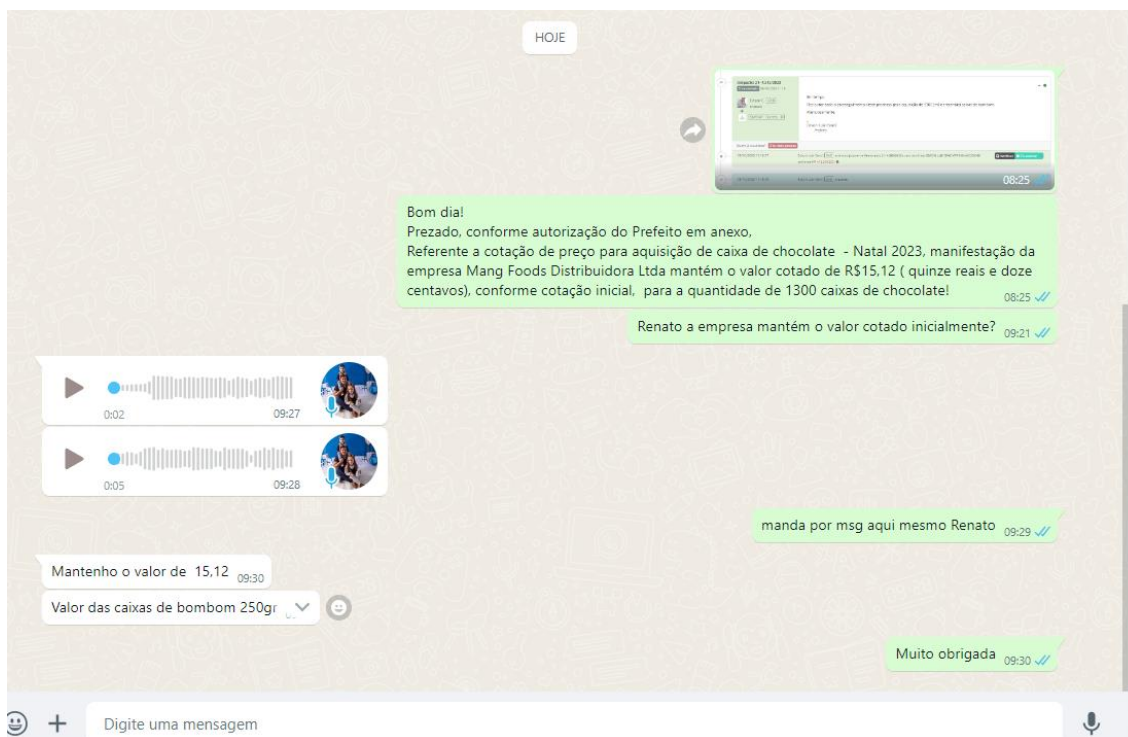 HOJE
08:25
Bom dia!
Prezado, conforme autorização do Prefeito em anexo,
Referente a cotação de preço para aquisição de caixa de chocolate - Natal 2023, manifestação da
empresa Mang Foods Distribuidora Ltda mantém o valor cotado de R$15,12 ( quinze reais e doze
centavos), conforme cotação inicial, para a quantidade de 1300 caixas de chocolate!
08:25
Renato a empresa mantém o valor cotado inicialmente? 09:21
0:02 09:27
0:05 09:28
manda por msg aqui mesmo Renato 09:29
Mantenho o valor de 15,12 09:30
Valor das caixas de bombom 250gr
Muito obrigada 09:30
Digite uma mensagem